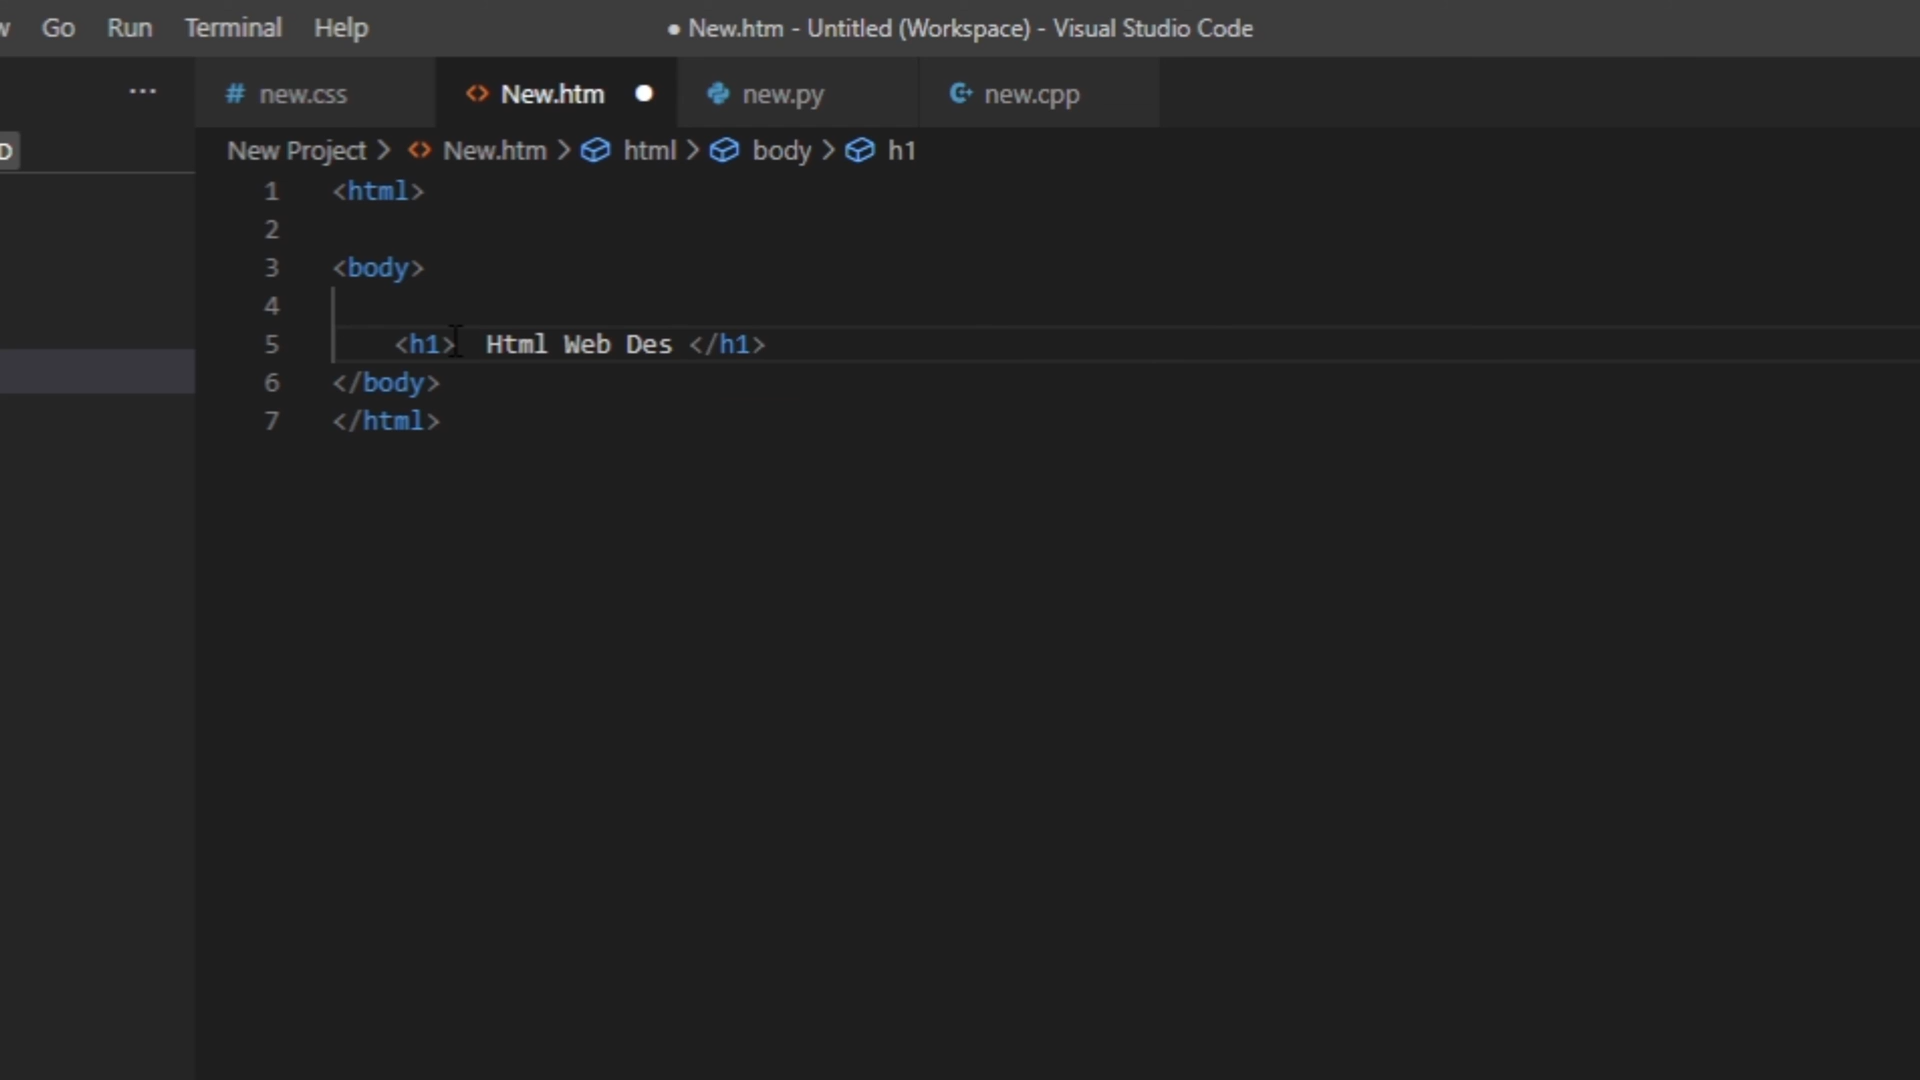 Go Run Terminal Help ● New.htm - Untitled (Workspace) - Visual Studio Code
··· # new.css <> New.htm ● new.py new.cpp
New Project > <> New.htm > html > body > h1
1 <html>
2
3 <body>
4
5     <h1>  Html Web Des </h1>
6 </body>
7 </html>